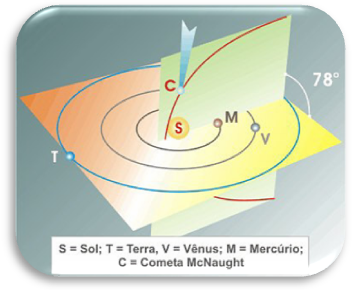 C
78°
S
M
V
T
S = Sol; T = Terra, V = Vênus; M = Mercúrio;
C = Cometa McNaught